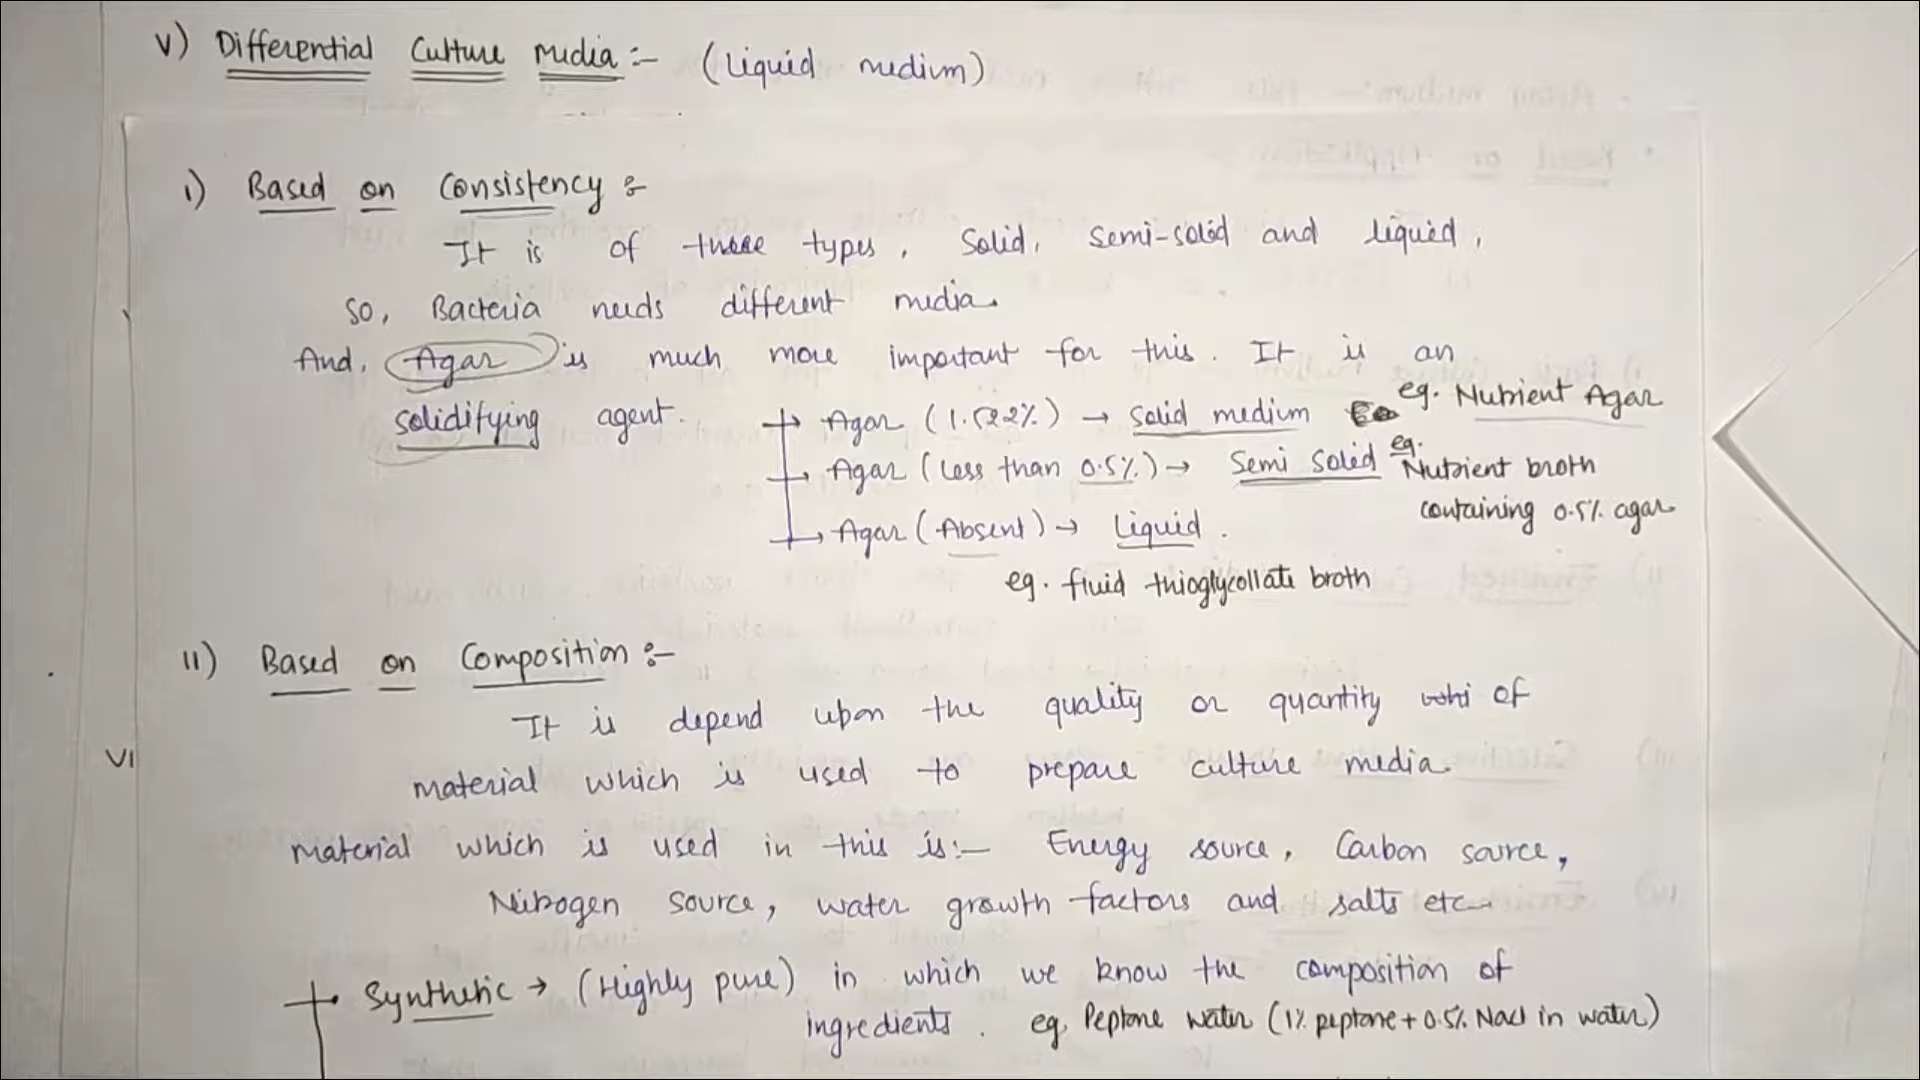 V) Differential Culture Media :- (Liquid medium)
i) Based on Consistency :-
It is of three types, Solid, Semi-solid and liquid,
So, Bacteria needs different media.
And, Agar is much more important for this. It is an
solidifying agent.
Agar (1.5-2%) → Solid medium eg. Nutrient Agar
Agar (Less than 0.5%) → Semi Solid eg. Nutrient broth
containing 0.5% agar
Agar (Absent) → Liquid.
eg. fluid thioglycollate broth
II) Based on Composition :-
It is depend upon the quality or quantity of
VI
material which is used to prepare culture media.
Material which is used in this is :- Energy source, Carbon source,
Nitrogen source, water growth factors and salts etc
Synthetic → (Highly pure) in which we know the composition of
ingredients. eg. Peptone water (1% peptone + 0.5% Nacl in water)